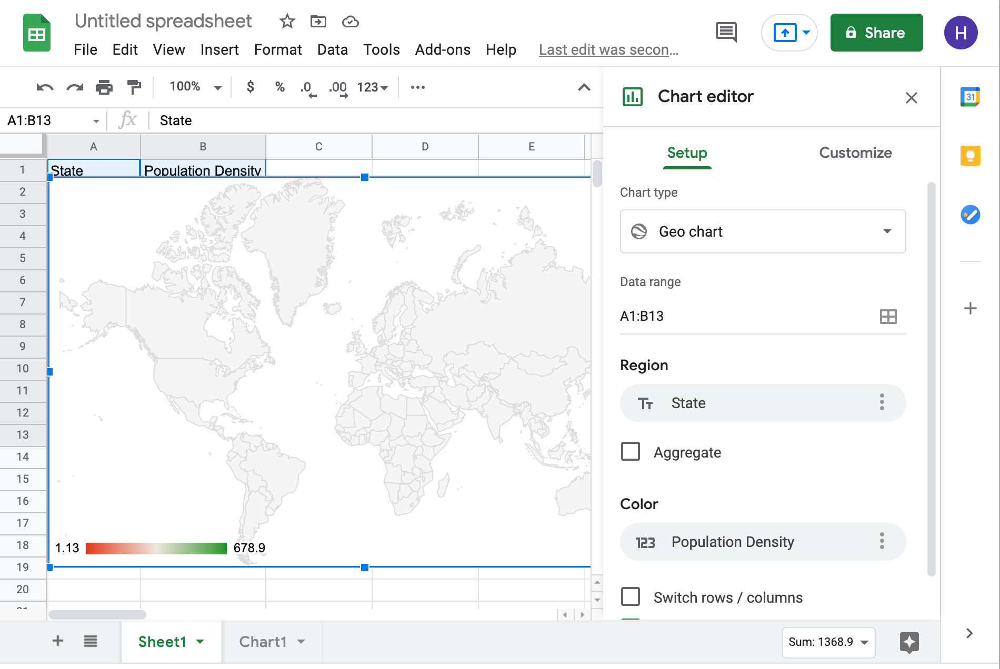 Untitled spreadsheet
File Edit View Insert Format Data Tools Add-ons Help Last edit was secon...
Share
H
100% $ % .0 .00 123
A1:B13 fx State
A B C D E
1 State Population Density
2
3
4
5
6
7
8
9
10
11
12
13
14
15
16
17
18
19
20
1.13 678.9
Chart editor
Setup Customize
Chart type
Geo chart
Data range
A1:B13
Region
Tт State
Aggregate
Color
123 Population Density
Switch rows / columns
31
Sheet1 Chart1
Sum: 1368.9